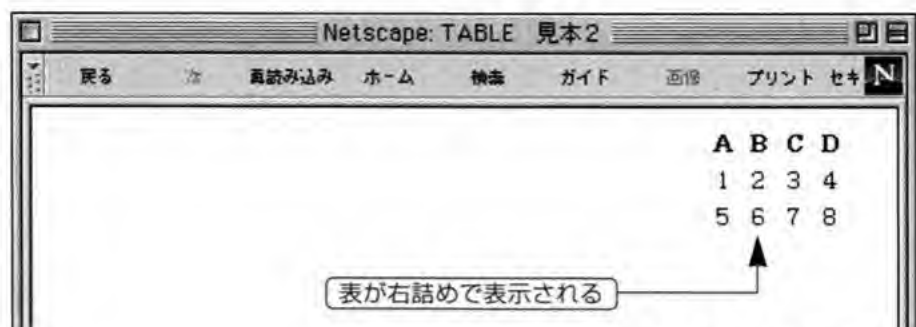 Netscape: TABLE 見本2
戻る 再読み込み ホーム 検索 ガイド 画像 プリント セキ N
A B C D
1 2 3 4
5 6 7 8
表が右詰めで表示される